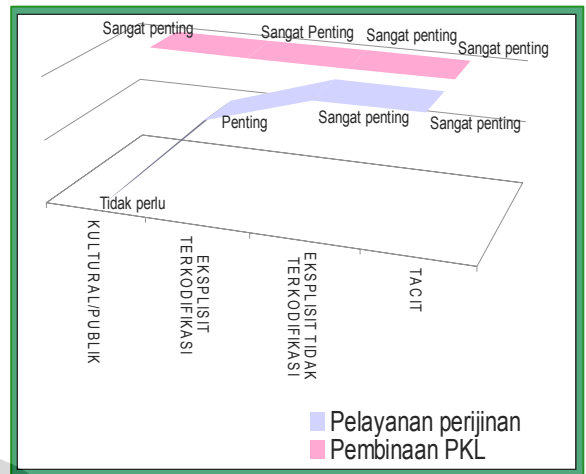 Sangat penting
Sangat Penting
Sangat penting
Sangat penting
Penting
Sangat penting
Sangat penting
Tidak perlu
KULTURAL/PUBLIK
EKSPLISIT
TERKODIFIKASI
EKSPLISIT TIDAK
TERKODIFIKASI
TACIT
Pelayanan perijinan
Pembinaan PKL